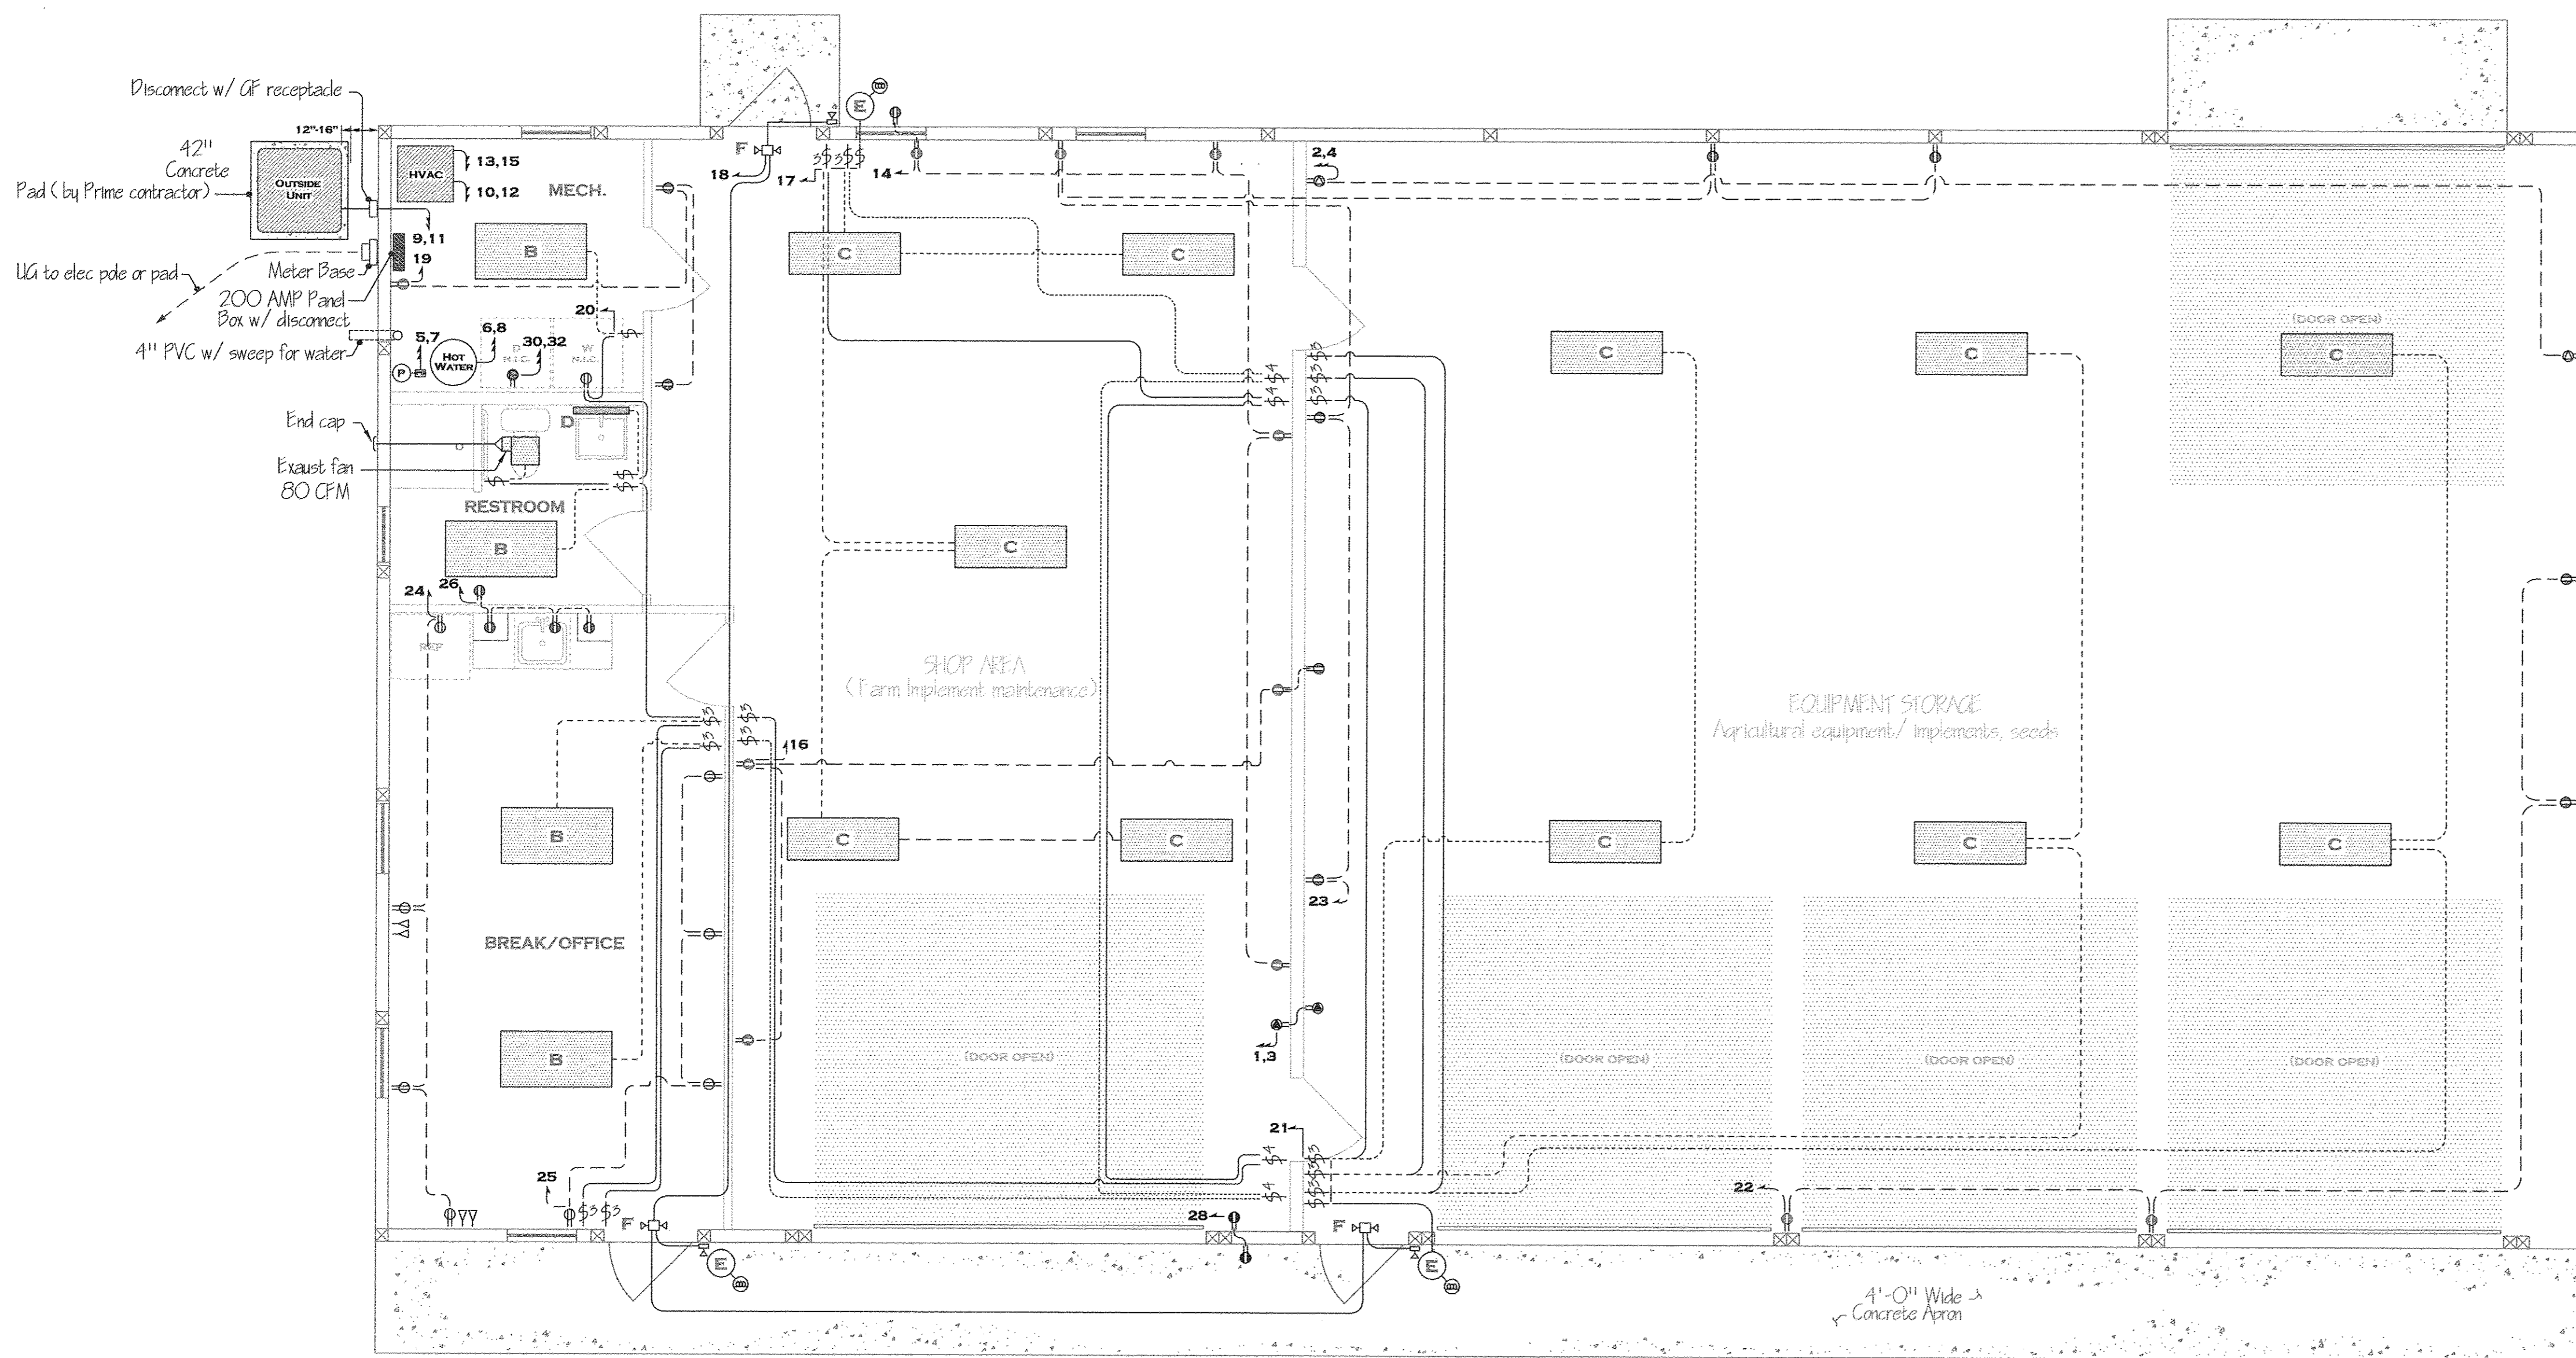 Disconnect w/ GF receptacle
12"-16"
42"
Concrete
Pad ( by Prime contractor)
OUTSIDE
UNIT
HVAC
13,15
10,12
MECH.
9,11
19
UG to elec pole or pad
Meter Base
200 AMP Panel
Box w/ disconnect
4" PVC w/ sweep for water
5,7
P
HOT
WATER
6,8
D
N.I.C.
30,32
W
N.I.C.
20
B
End cap
Exaust fan
80 CFM
D
RESTROOM
B
24
26
REF
B
BREAK/OFFICE
B
25
F
E
F
18
17
14
E
C
C
C
SHOP AREA
( Farm Implement maintenance)
16
C
C
(DOOR OPEN)
1,3
21
28
F
E
2,4
23
C
C
(DOOR OPEN)
C
EQUIPMENT STORAGE
Agricultural equipment/ implements, seeds
C
C
C
(DOOR OPEN)
(DOOR OPEN)
(DOOR OPEN)
22
4'-0" Wide
Concrete Apron